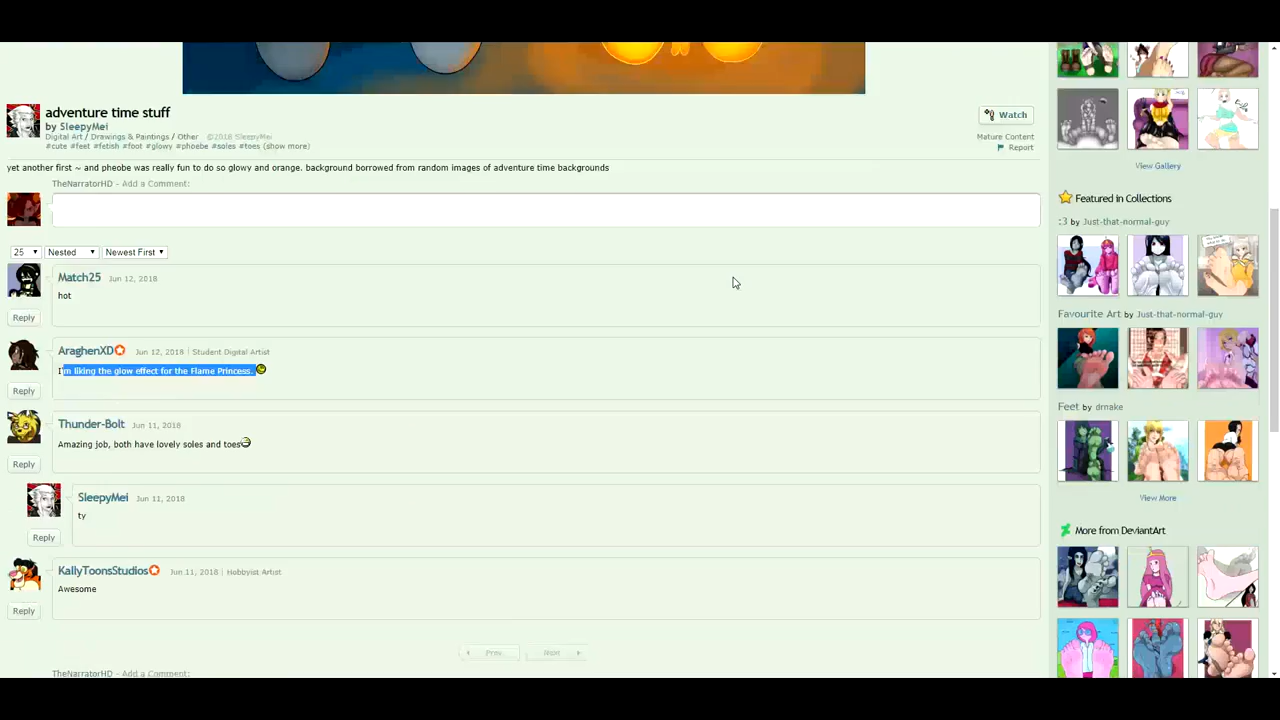 adventure time stuff
by SleepyMei
Digital Art / Drawings & Paintings / Other ©2018 SleepyMei
#cute #feet #fetish #foot #glowy #phoebe #soles #toes (show more)
Watch
Mature Content
Report
yet another first ~ and pheobe was really fun to do so glowy and orange. background borrowed from random images of adventure time backgrounds
TheNarratorHD - Add a Comment:
25 Nested Newest First
Match25 Jun 12, 2018
hot
Reply
AraghenXD Jun 12, 2018 | Student Digital Artist
I'm liking the glow effect for the Flame Princess.
Reply
Thunder-Bolt Jun 11, 2018
Amazing job, both have lovely soles and toes
Reply
SleepyMei Jun 11, 2018
ty
Reply
KallyToonsStudios Jun 11, 2018 | Hobbyist Artist
Awesome
Reply
Prev Next
TheNarratorHD - Add a Comment:
View Gallery
Featured in Collections
:3 by Just-that-normal-guy
Favourite Art by Just-that-normal-guy
Feet by drnake
View More
More from DeviantArt